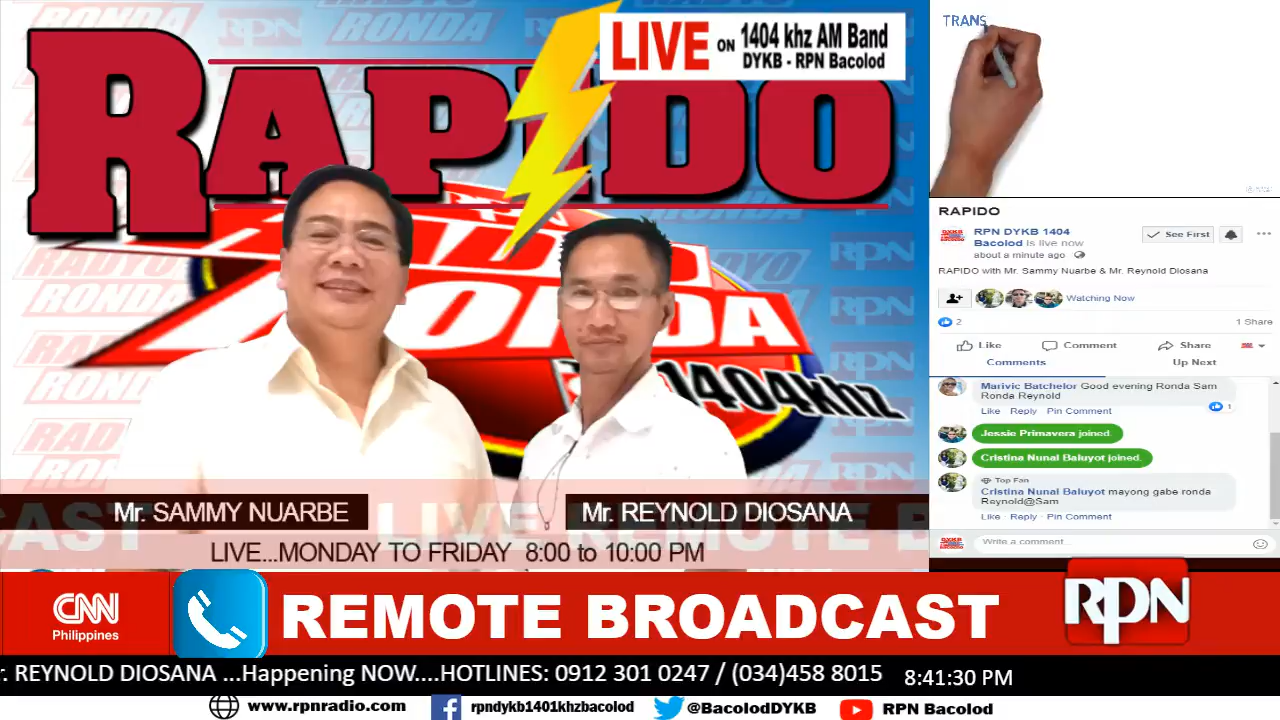 RAPIDO
LIVE ON 1404 khz AM Band
DYKB - RPN Bacolod
RADYO RONDA
1404khz
Mr. SAMMY NUARBE
Mr. REYNOLD DIOSANA
CAST LIVE REMOTE B
LIVE...MONDAY TO FRIDAY 8:00 to 10:00 PM
TRANS
RAPIDO
RPN DYKB 1404
Bacolod is live now
about a minute ago
See First
RAPIDO with Mr. Sammy Nuarbe & Mr. Reynold Diosana
Watching Now
2
1 Share
Like Comment Share
Comments Up Next
Marivic Batchelor Good evening Ronda Sam
Ronda Reynold
Like Reply Pin Comment
1
Jessie Primavera joined.
Cristina Nunal Baluyot joined.
Top Fan
Cristina Nunal Baluyot mayong gabe ronda
Reynold@Sam
Like · Reply · Pin Comment
Write a comment...
CNN
Philippines
REMOTE BROADCAST
RPN
r. REYNOLD DIOSANA ...Happening NOW....HOTLINES: 0912 301 0247 / (034)458 8015
8:41:30 PM
www.rpnradio.com
rpndykb1401khzbacolod
@BacolodDYKB
RPN Bacolod